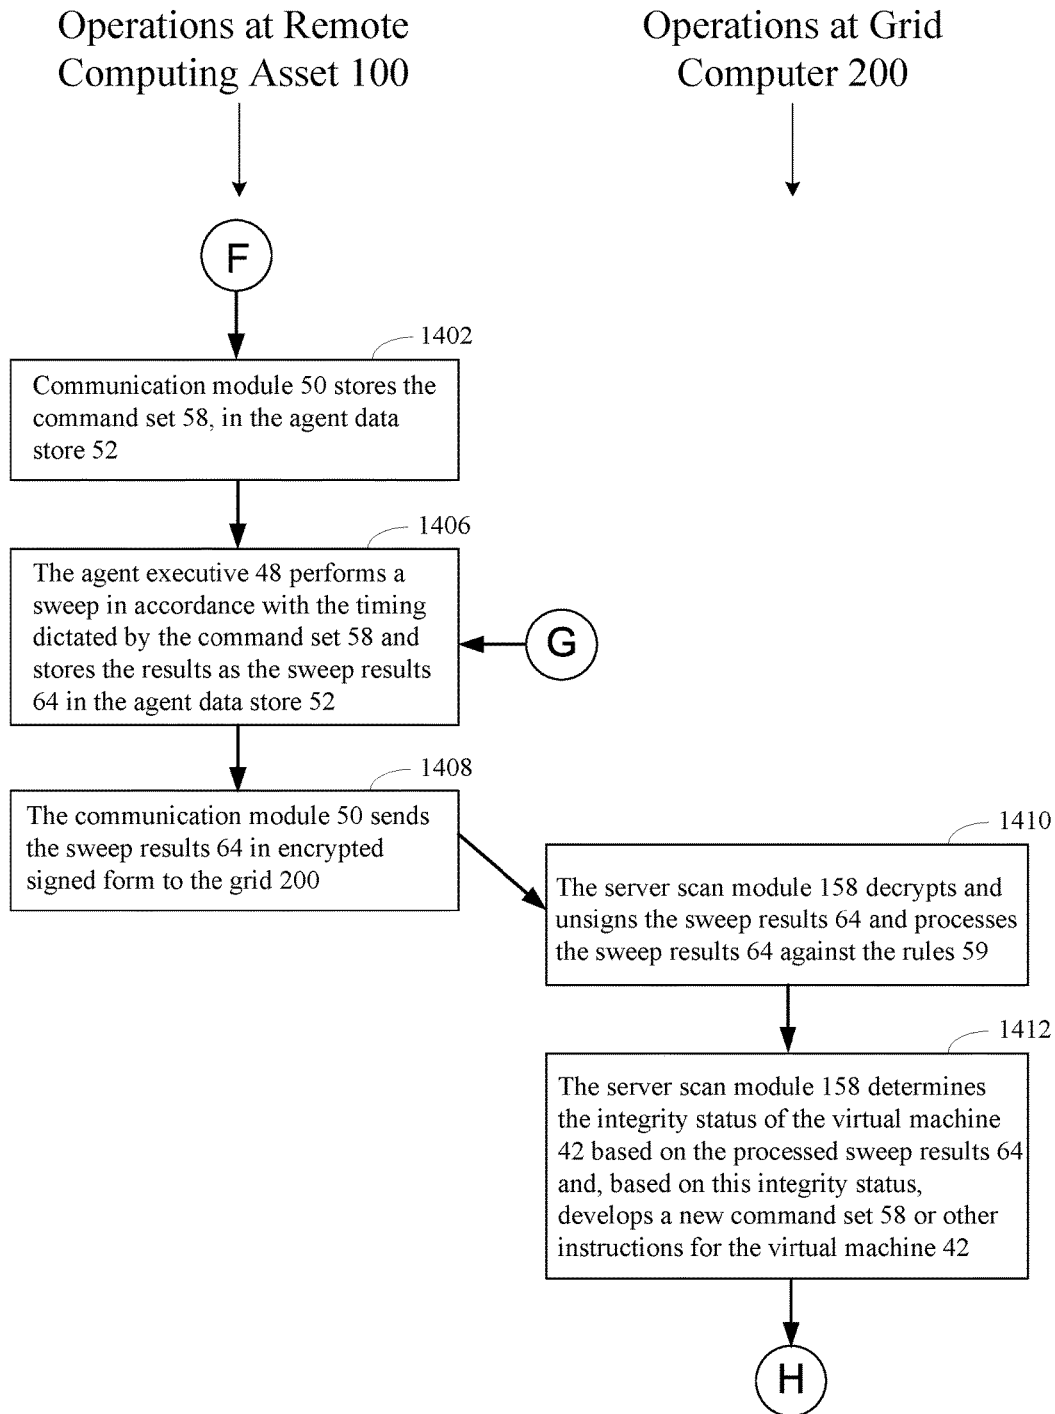 Operations at Remote
Computing Asset 100
Operations at Grid
Computer 200
F
1402
Communication module 50 stores the
command set 58, in the agent data
store 52
1406
The agent executive 48 performs a
sweep in accordance with the timing
dictated by the command set 58 and
stores the results as the sweep results
64 in the agent data store 52
G
1408
The communication module 50 sends
the sweep results 64 in encrypted
signed form to the grid 200
1410
The server scan module 158 decrypts and
unsigns the sweep results 64 and processes
the sweep results 64 against the rules 59
1412
The server scan module 158 determines
the integrity status of the virtual machine
42 based on the processed sweep results 64
and, based on this integrity status,
develops a new command set 58 or other
instructions for the virtual machine 42
H